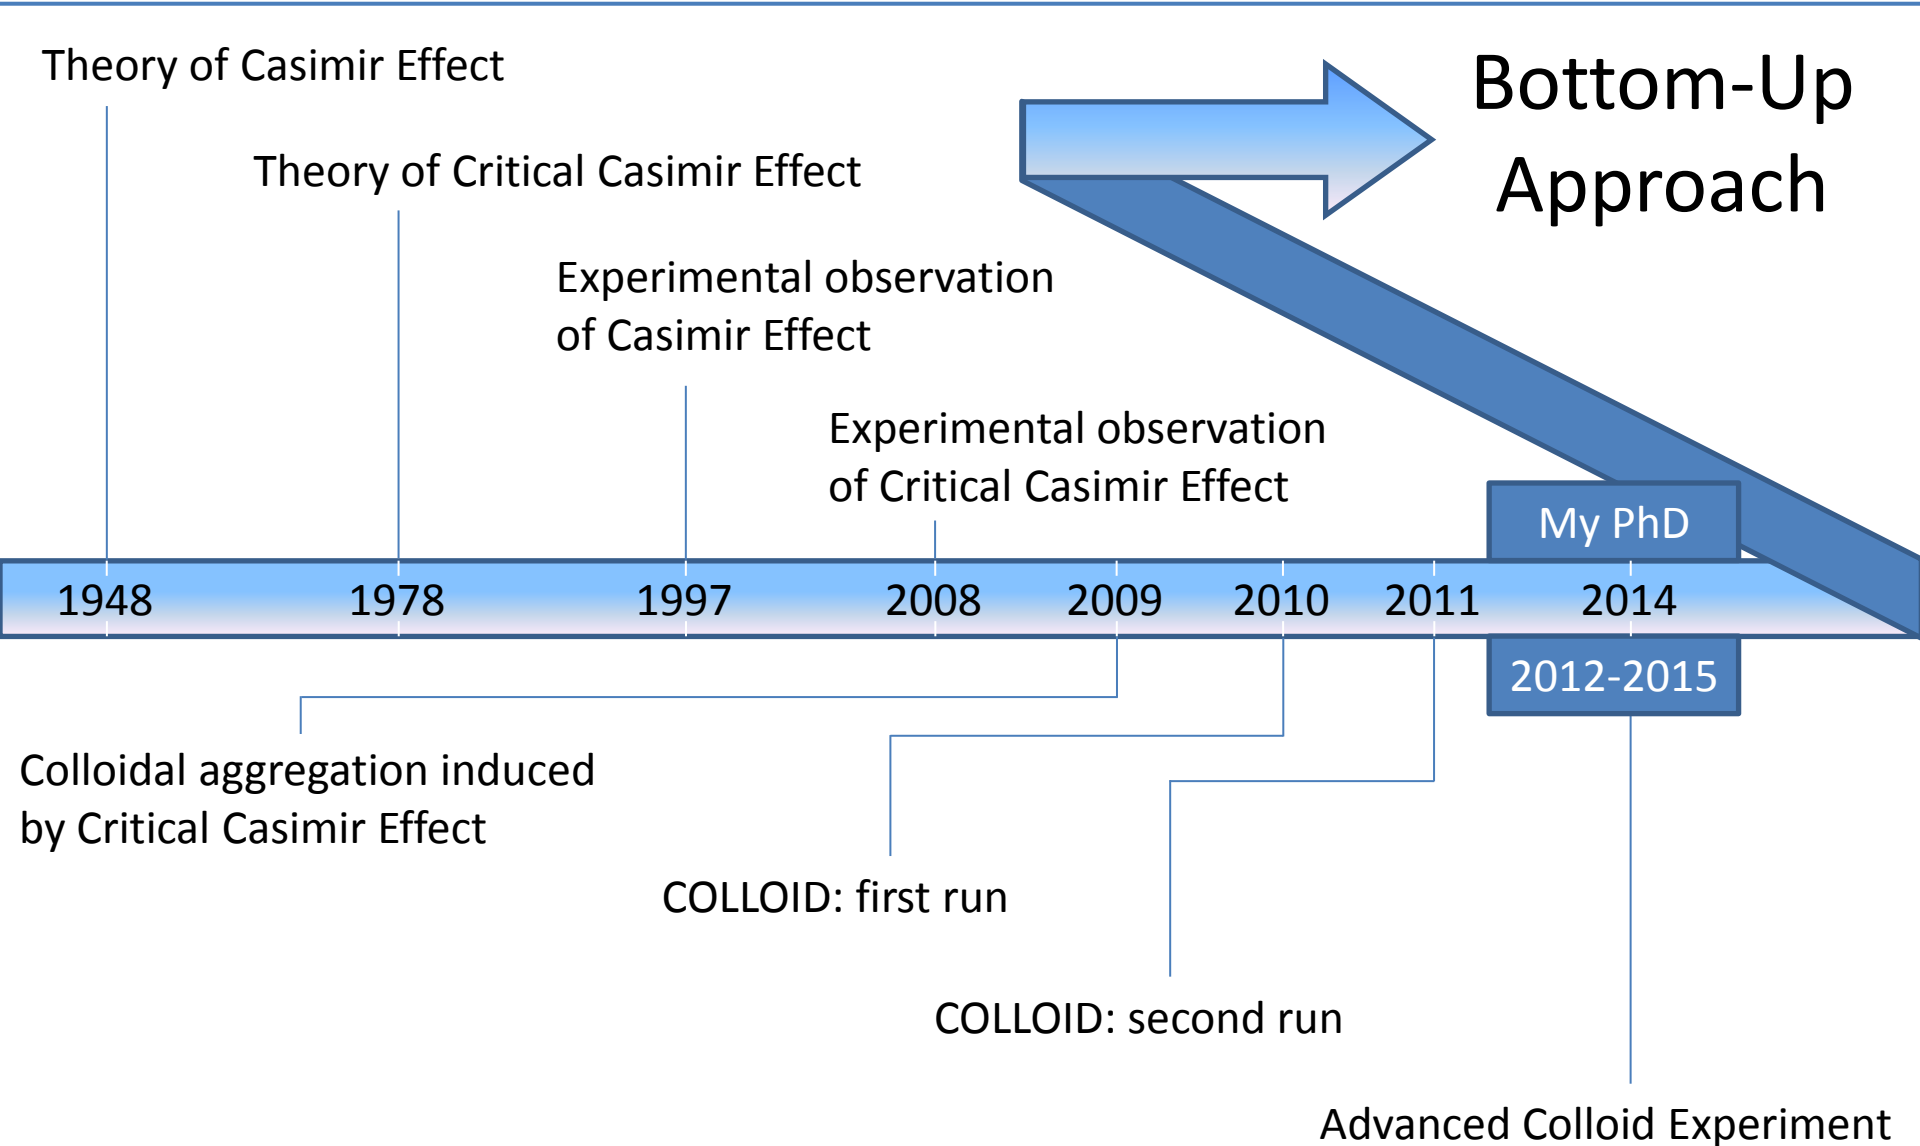 Theory of Casimir Effect
Bottom-Up
Approach
Theory of Critical Casimir Effect
Experimental observation
of Casimir Effect
Experimental observation
of Critical Casimir Effect
My PhD
1948 1978 1997 2008 2009 2010 2011 2014
2012-2015
Colloidal aggregation induced
by Critical Casimir Effect
COLLOID: first run
COLLOID: second run
Advanced Colloid Experiment